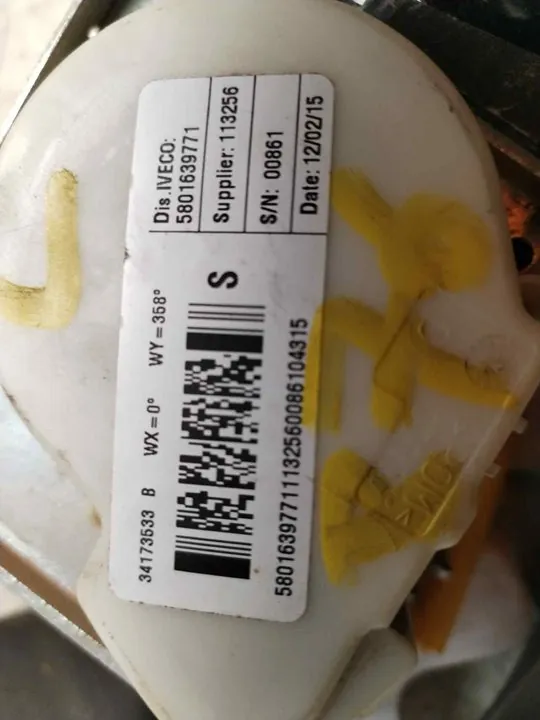 34173533 B WX=0° WY=358°
S
58016397711132560086104315
Dis.IVECO:
5801639771
Supplier: 113256
S/N: 00861
Date: 12/02/15